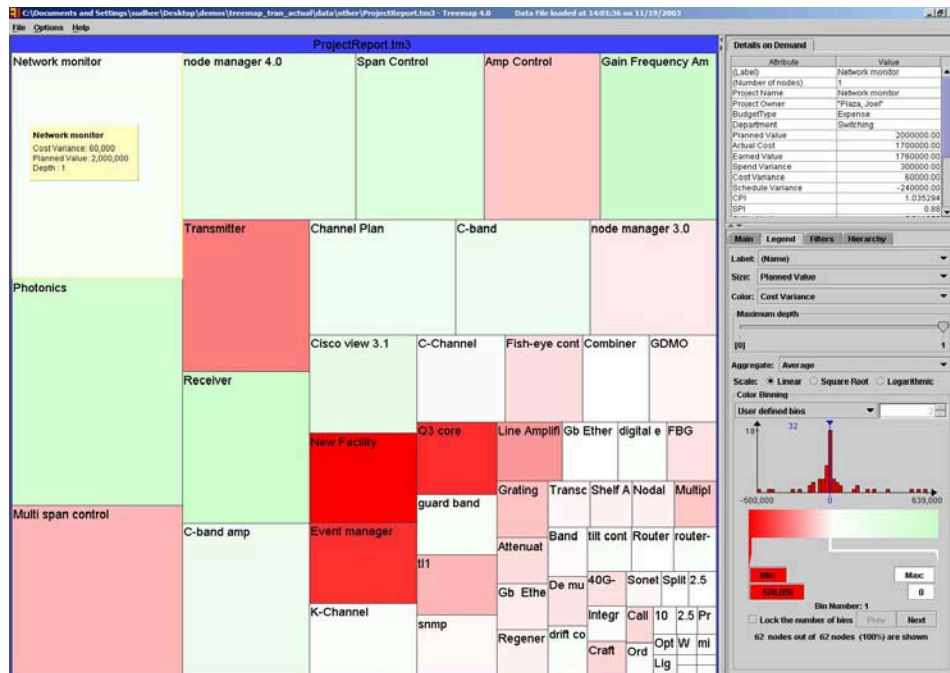 C:\Documents and Settings\sudhee\Desktop\demos\treemap_tran_actual\data\other\ProjectReport.tm3 - Treemap 4.0 Data File loaded at 14:01:36 on 11/19/2003
File Options Help
ProjectReport.tm3
Network monitor
node manager 4.0
Span Control
Amp Control
Gain Frequency Am
Network monitor
Cost Variance: 60,000
Planned Value: 2,000,000
Depth : 1
Transmitter
Channel Plan
C-band
node manager 3.0
Photonics
Cisco view 3.1
C-Channel
Fish-eye cont
Combiner
GDMO
Receiver
New Facility
Q3 core
Line Amplifi
Gb Ether
digital e
FBG
guard band
Grating
Transc
Shelf A
Nodal
Multipl
Multi span control
C-band amp
Event manager
Attenuat
Band
tilt cont
Router
router-
tl1
Gb Ethe
De mu
40G-
Sonet
Split
2.5
K-Channel
snmp
Regener
drift co
Integr
Call
10
2.5
Pr
Craft
Ord
Opt
W
mi
Lig
Details on Demand
Attribute Value
(Label) Network monitor
(Number of nodes) 1
Project Name Network monitor
Project Owner "Plaza, Joel"
BudgetType Expense
Department Switching
Planned Value 2000000.00
Actual Cost 1700000.00
Earned Value 1760000.00
Spend Variance 300000.00
Cost Variance 60000.00
Schedule Variance -240000.00
CPI 1.035294
SPI 0.88
Main Legend Filters Hierarchy
Label: (Name)
Size: Planned Value
Color: Cost Variance
Maximum depth
[0] 1
Aggregate: Average
Scale: Linear Square Root Logarithmic
Color Binning
User defined bins 2
18 32
-500,000 0 639,000
Min: Max:
-500,000 0
Bin Number: 1
Lock the number of bins Prev Next
62 nodes out of 62 nodes (100%) are shown